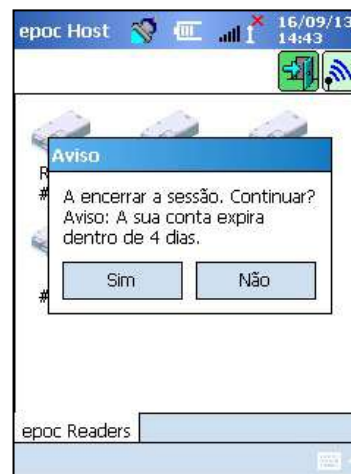 epoc Host
16/09/13
14:43
Aviso
R
#
A encerrar a sessão. Continuar?
Aviso: A sua conta expira
dentro de 4 dias.
Sim
Não
#
epoc Readers